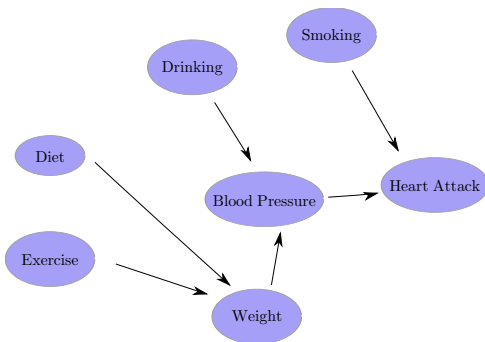 Smoking
Drinking
Diet
Heart Attack
Blood Pressure
Exercise
Weight